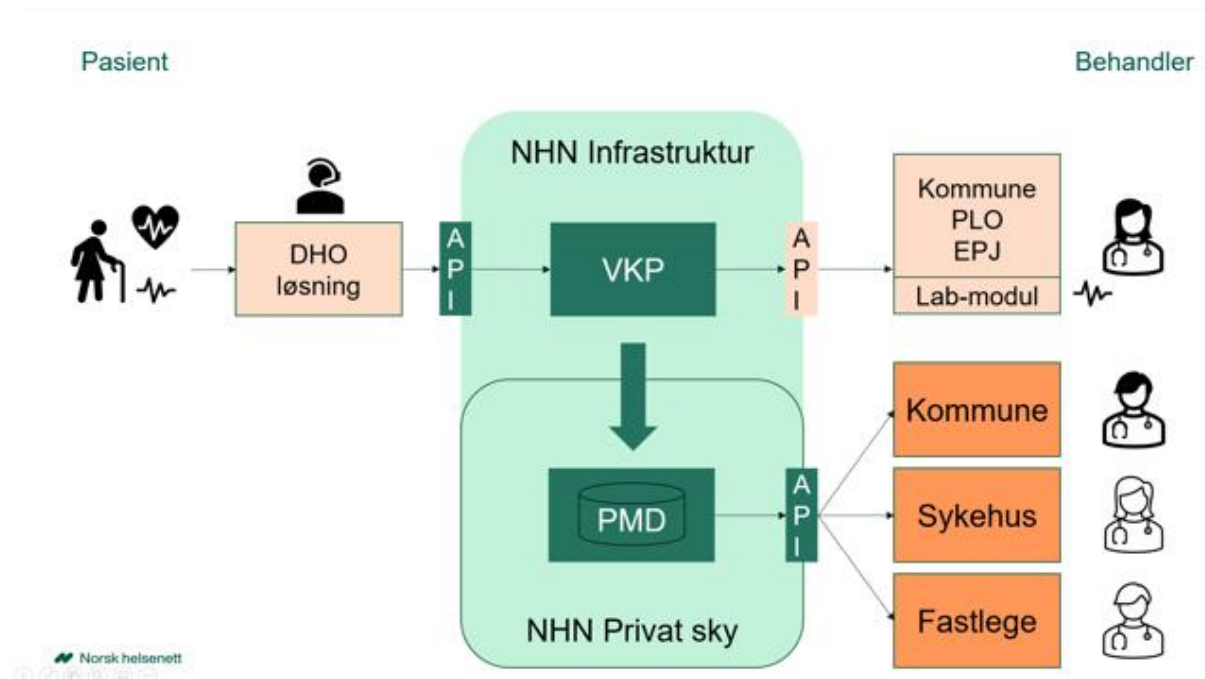 Pasient
Behandler
NHN Infrastruktur
DHO
løsning
A
P
I
VKP
A
P
I
Kommune
PLO
EPJ
Lab-modul
PMD
A
P
I
Kommune
Sykehus
Fastlege
NHN Privat sky
Norsk helsenett